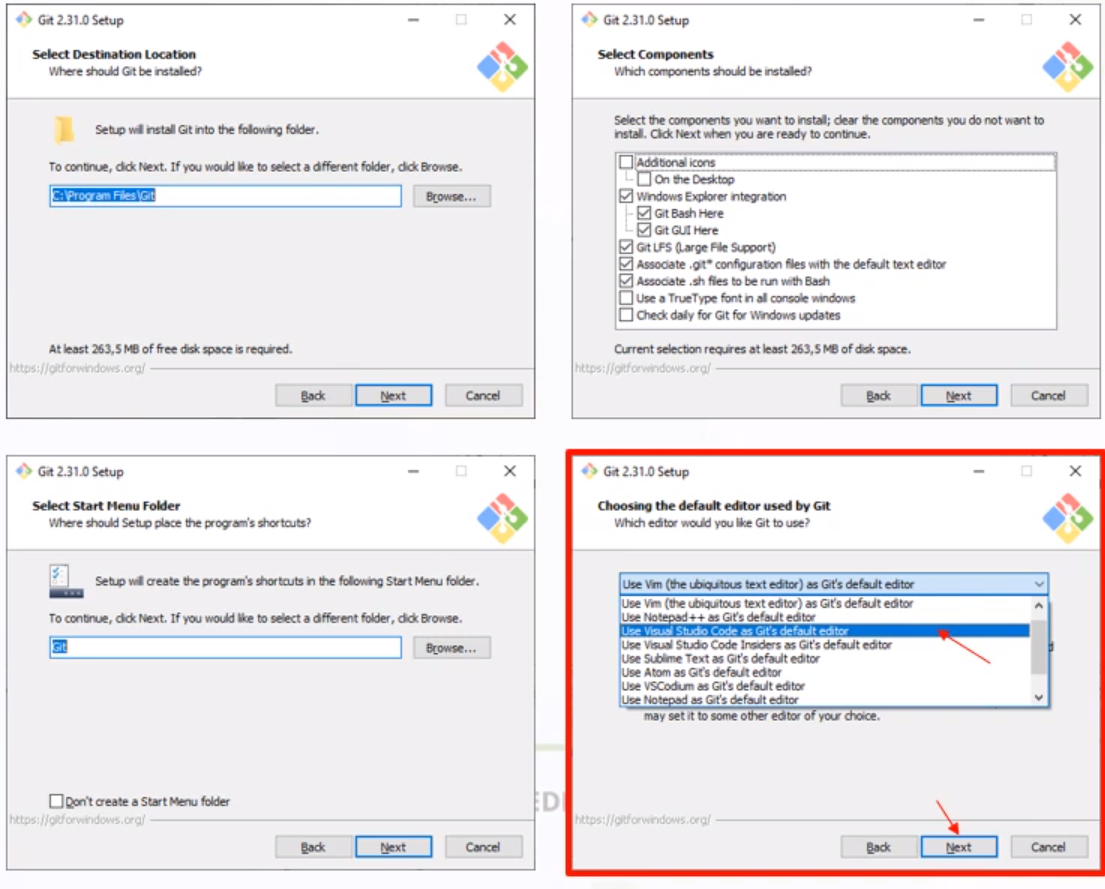 Git 2.31.0 Setup
Select Destination Location
Where should Git be installed?
Setup will install Git into the following folder.
To continue, click Next. If you would like to select a different folder, click Browse.
C:\Program Files\Git
Browse...
At least 263,5 MB of free disk space is required.
https://gitforwindows.org/
Back
Next
Cancel
Git 2.31.0 Setup
Select Components
Which components should be installed?
Select the components you want to install; clear the components you do not want to
install. Click Next when you are ready to continue.
Additional icons
On the Desktop
Windows Explorer integration
Git Bash Here
Git GUI Here
Git LFS (Large File Support)
Associate .git* configuration files with the default text editor
Associate .sh files to be run with Bash
Use a TrueType font in all console windows
Check daily for Git for Windows updates
Current selection requires at least 263,5 MB of disk space.
https://gitforwindows.org/
Back
Next
Cancel
Git 2.31.0 Setup
Select Start Menu Folder
Where should Setup place the program's shortcuts?
Setup will create the program's shortcuts in the following Start Menu folder.
To continue, click Next. If you would like to select a different folder, click Browse.
Git
Browse...
Don't create a Start Menu folder
https://gitforwindows.org/
Back
Next
Cancel
Git 2.31.0 Setup
Choosing the default editor used by Git
Which editor would you like Git to use?
Use Vim (the ubiquitous text editor) as Git's default editor
Use Vim (the ubiquitous text editor) as Git's default editor
Use Notepad++ as Git's default editor
Use Visual Studio Code as Git's default editor
Use Visual Studio Code Insiders as Git's default editor
Use Sublime Text as Git's default editor
Use Atom as Git's default editor
Use VSCodium as Git's default editor
Use Notepad as Git's default editor
may set it to some other editor of your choice.
https://gitforwindows.org/
Back
Next
Cancel